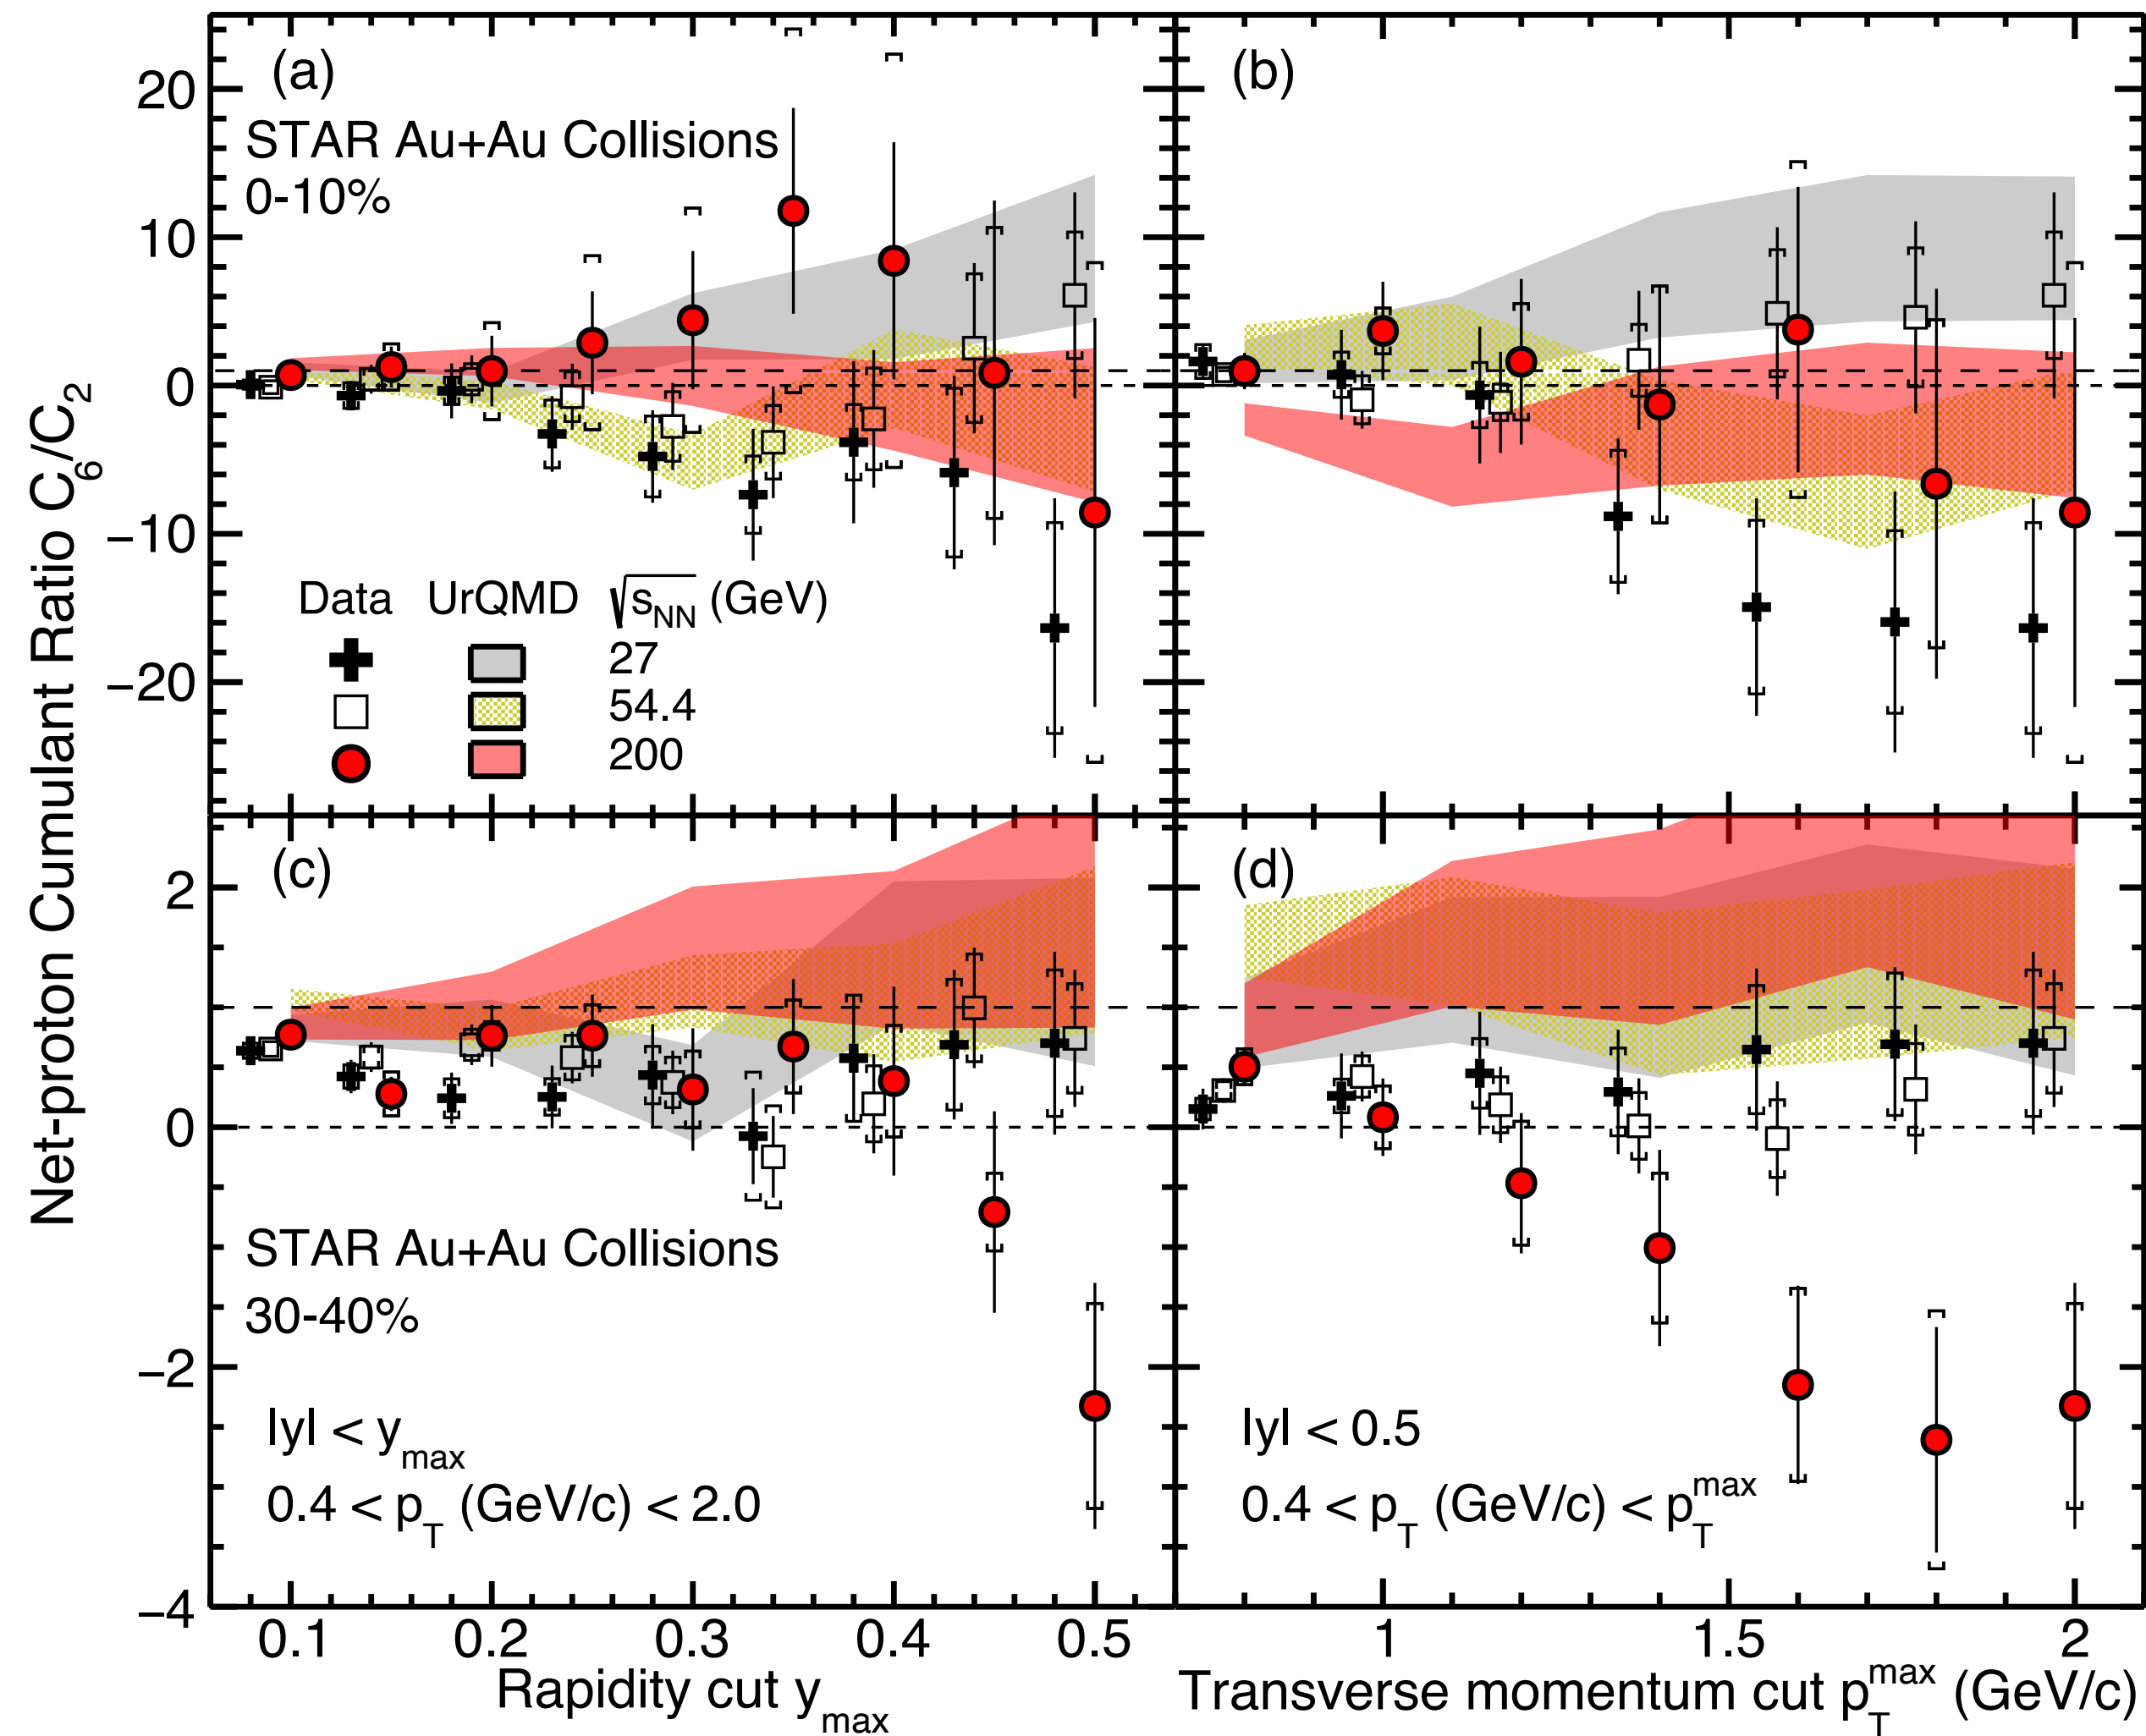 Net-proton Cumulant Ratio C6/C2
(a)
STAR Au+Au Collisions
0-10%
Data UrQMD √sNN (GeV)
27
54.4
200
20
10
0
−10
−20
(b)
(c)
STAR Au+Au Collisions
30-40%
|y| < ymax
0.4 < pT (GeV/c) < 2.0
2
0
−2
−4
(d)
|y| < 0.5
0.4 < pT (GeV/c) < pTmax
0.1 0.2 0.3 0.4 0.5
1 1.5 2
Rapidity cut ymax
Transverse momentum cut pTmax (GeV/c)